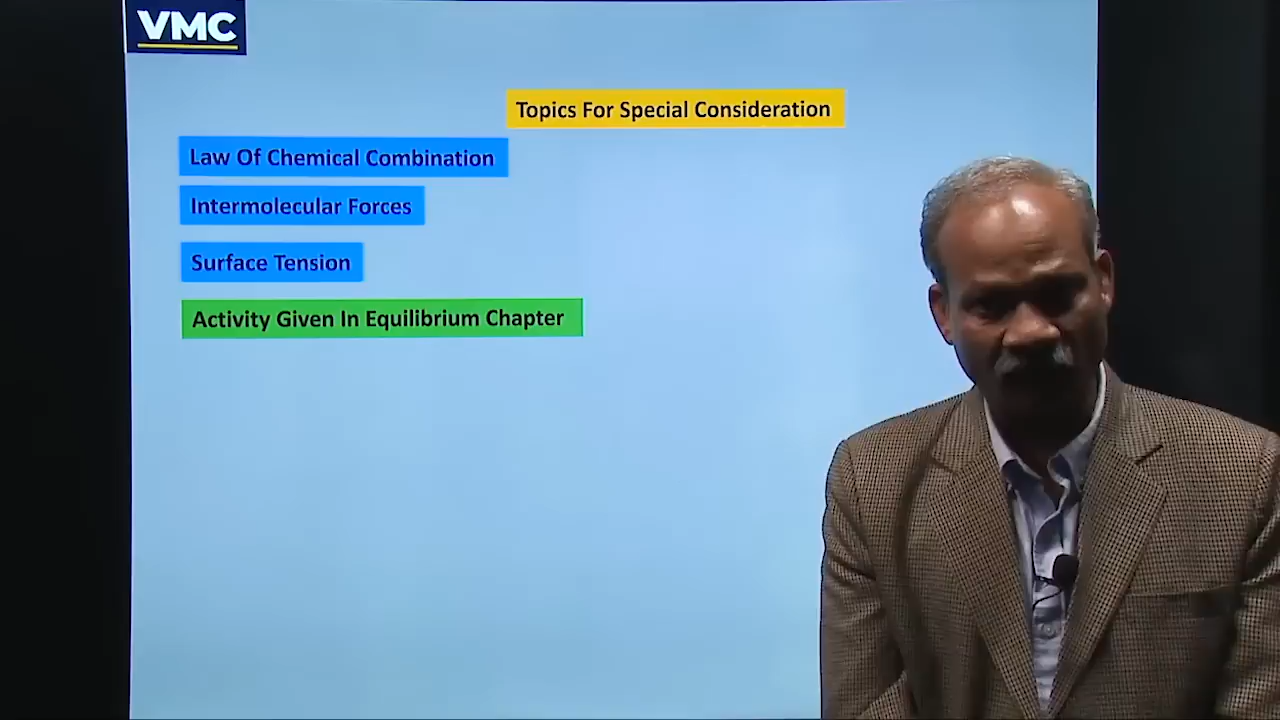 VMC
Topics For Special Consideration
Law Of Chemical Combination
Intermolecular Forces
Surface Tension
Activity Given In Equilibrium Chapter